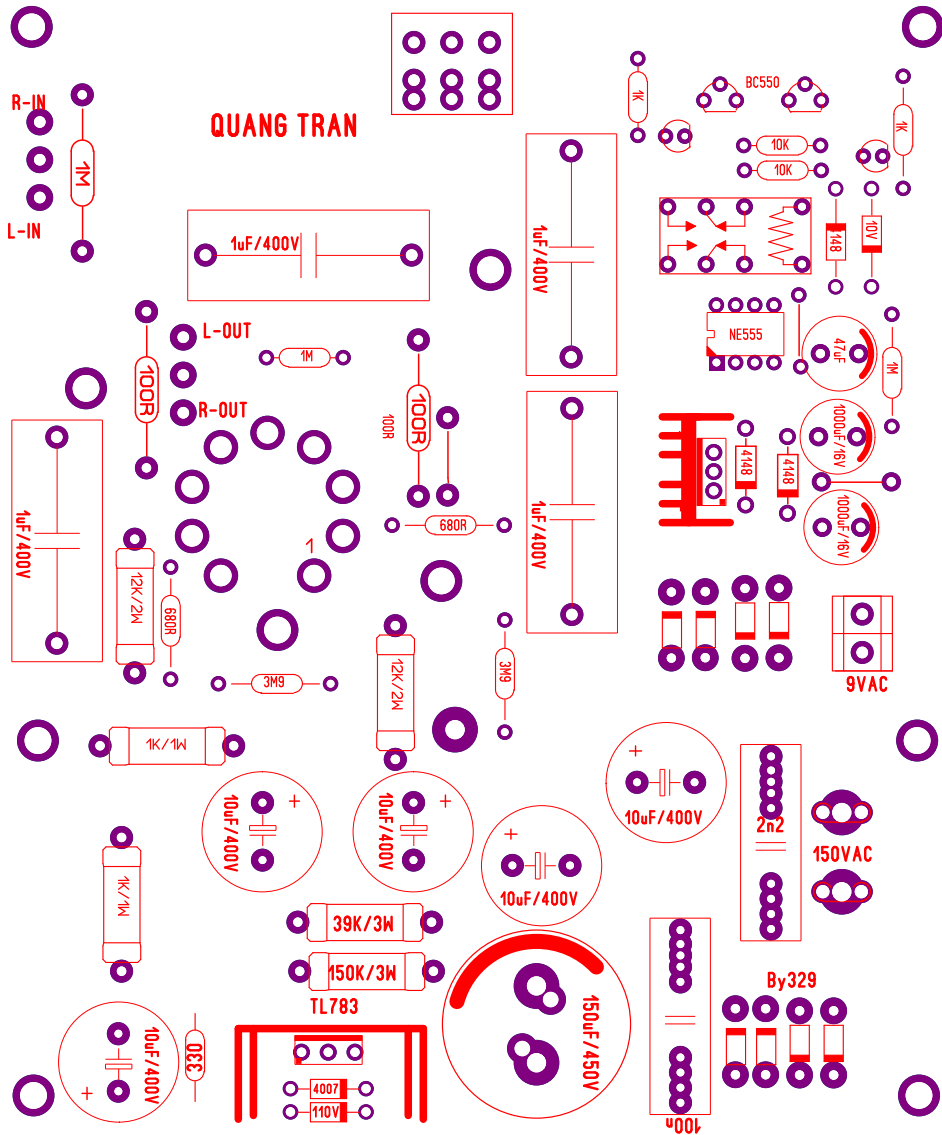 BC550
R-IN
1K
QUANG TRAN
1K
10K
1M
10K
L-IN
1uF/400V
1uF/400V
4148
10V
L-OUT
NE555
47uF
1M
1M
100R
100R
100R
R-OUT
1000uF/16V
4148
4148
1uF/400V
1uF/400V
680R
1000uF/16V
1
12K/2W
680R
12K/2W
3M9
3M9
9VAC
1K/1W
10uF/400V
+
10uF/400V
+
+
10uF/400V
+
10uF/400V
2n2
150VAC
1K/1W
39K/3W
150K/3W
TL783
By329
150uF/450V
10uF/400V
+
330
4007
110V
100n